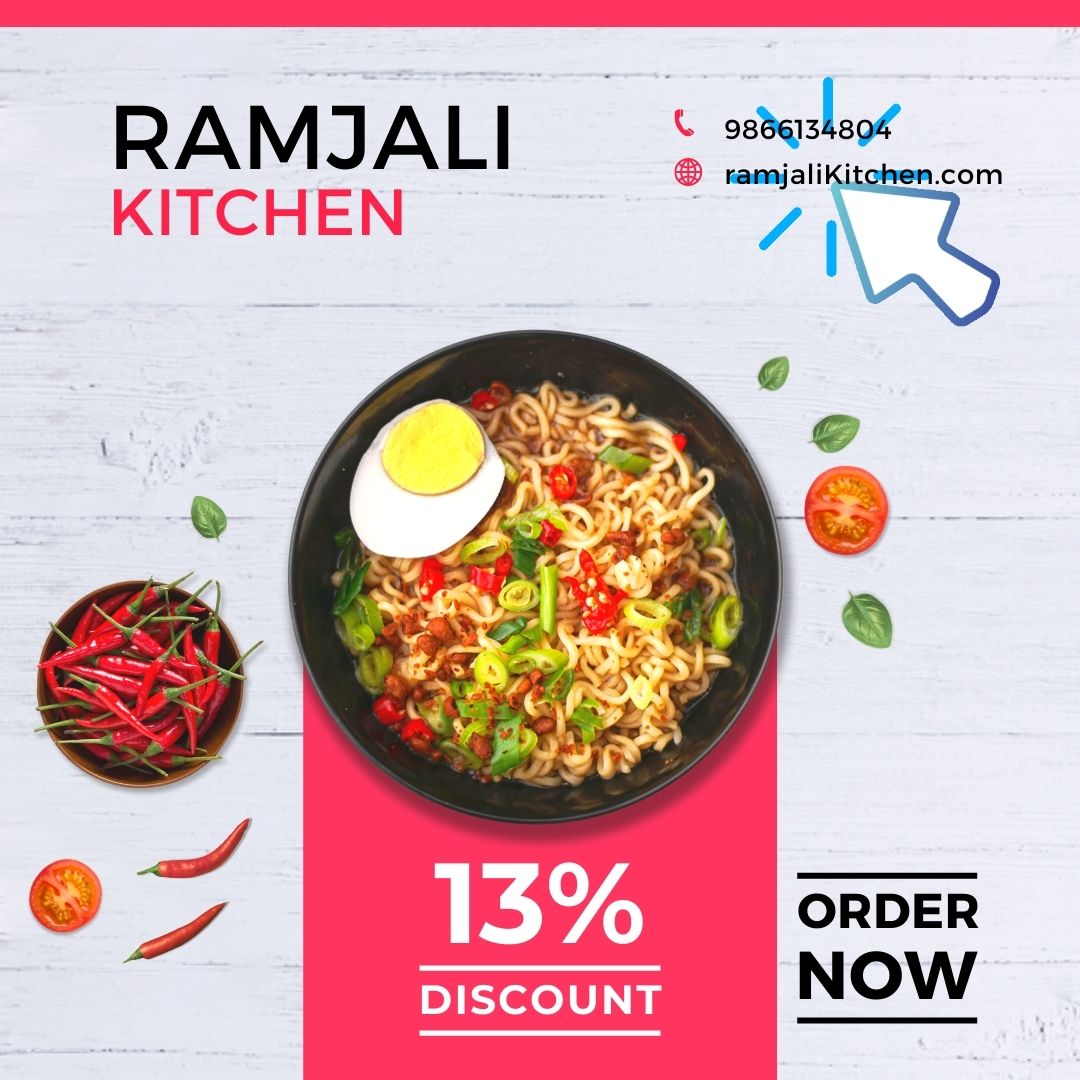 RAMJALI
KITCHEN
9866134804
ramjaliKitchen.com
13%
DISCOUNT
ORDER
NOW